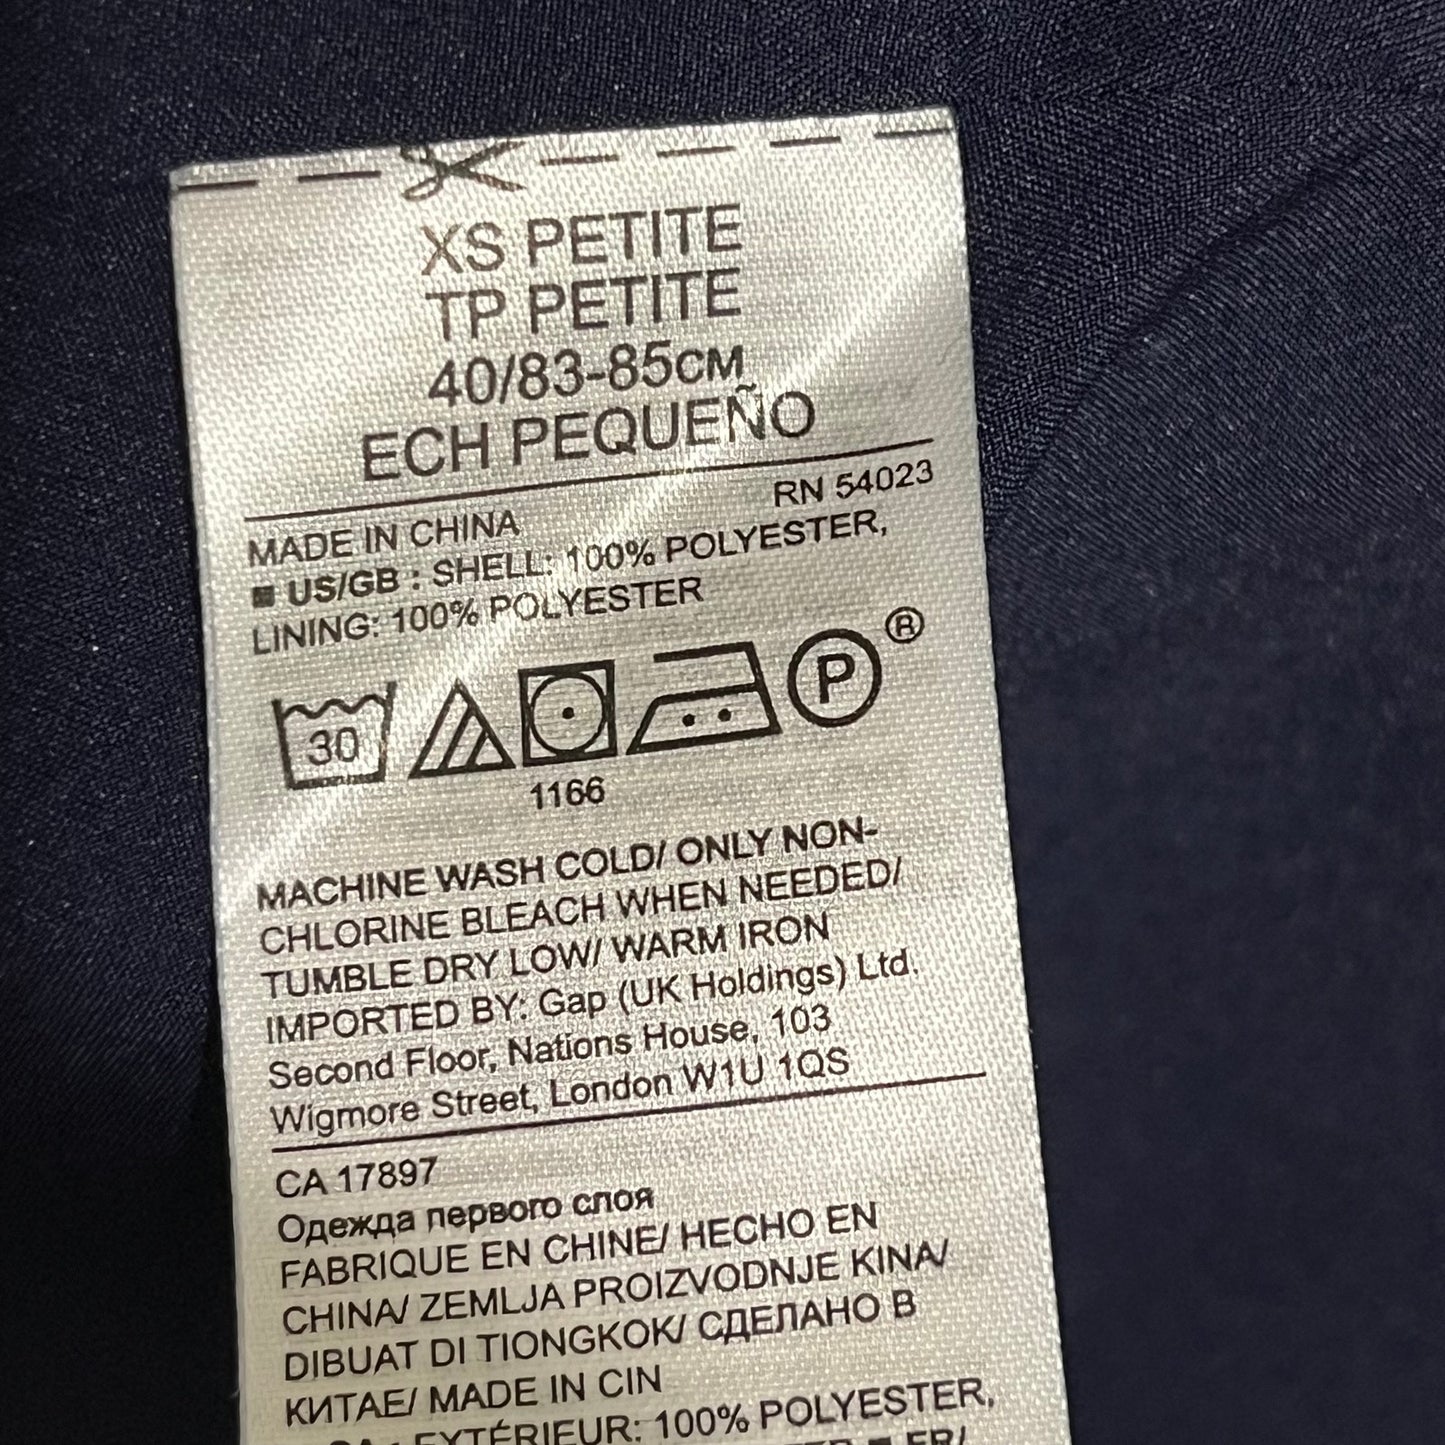 XS PETITE
TP PETITE
40/83-85CM
ECH PEQUEÑO
RN 54023
MADE IN CHINA
■ US/GB : SHELL: 100% POLYESTER,
LINING: 100% POLYESTER
30 P ®
1166
MACHINE WASH COLD/ ONLY NON-
CHLORINE BLEACH WHEN NEEDED/
TUMBLE DRY LOW/ WARM IRON
IMPORTED BY: Gap (UK Holdings) Ltd.
Second Floor, Nations House, 103
Wigmore Street, London W1U 1QS
CA 17897
Одежда первого слоя
FABRIQUE EN CHINE/ HECHO EN
CHINA/ ZEMLJA PROIZVODNJE KINA/
DIBUAT DI TIONGKOK/ СДЕЛАНО В
КИТАЕ/ MADE IN CIN
CA : EXTÉRIEUR: 100% POLYESTER,
FR/